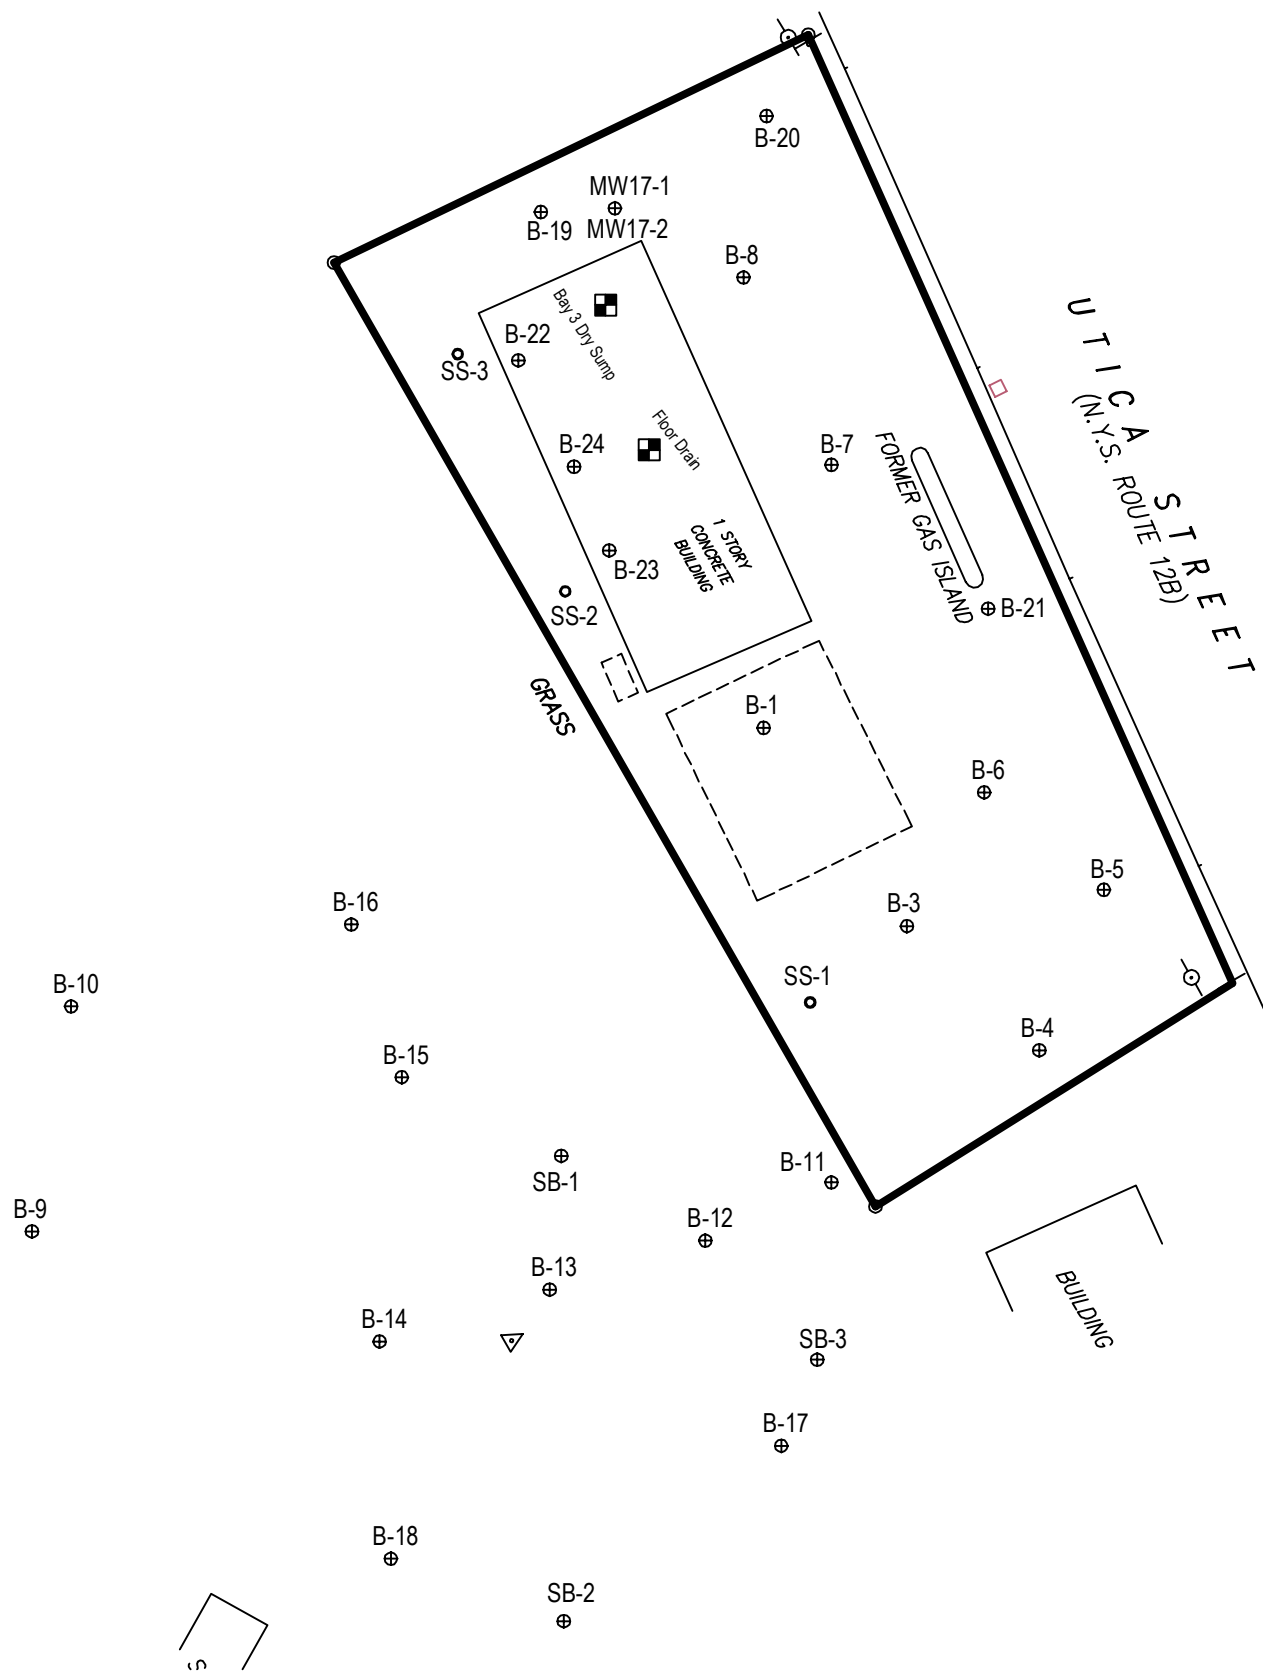 B-20
MW17-1
B-19
MW17-2
B-8
Bay 3 Dry Sump
B-22
SS-3
UTICA STREET
(N.Y.S. ROUTE 12B)
B-24
Floor Drain
B-7
FORMER GAS ISLAND
1 STORY
CONCRETE
BUILDING
B-23
SS-2
B-21
GRASS
B-1
B-6
B-5
B-16
B-3
B-10
SS-1
B-4
B-15
B-11
SB-1
B-9
B-12
B-13
BUILDING
B-14
SB-3
B-17
B-18
SB-2
S